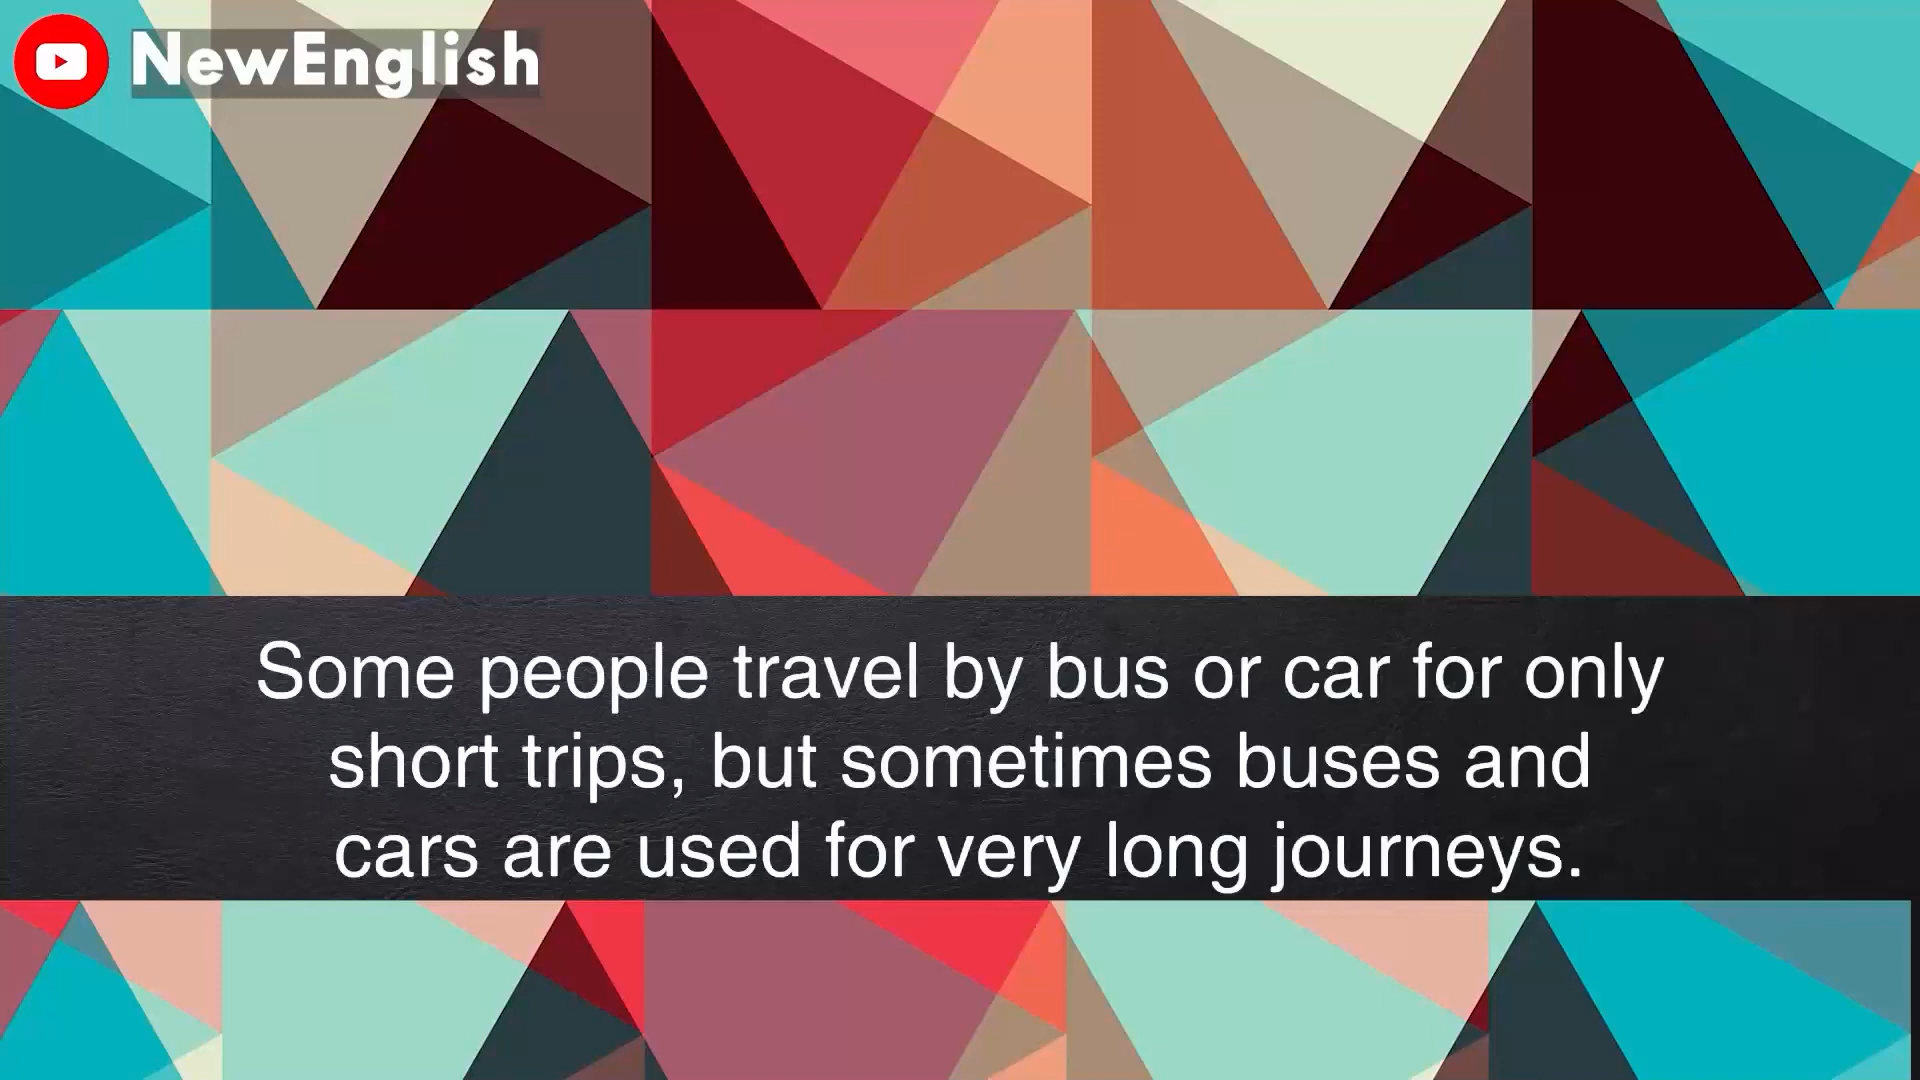 NewEnglish
Some people travel by bus or car for only
short trips, but sometimes buses and
cars are used for very long journeys.